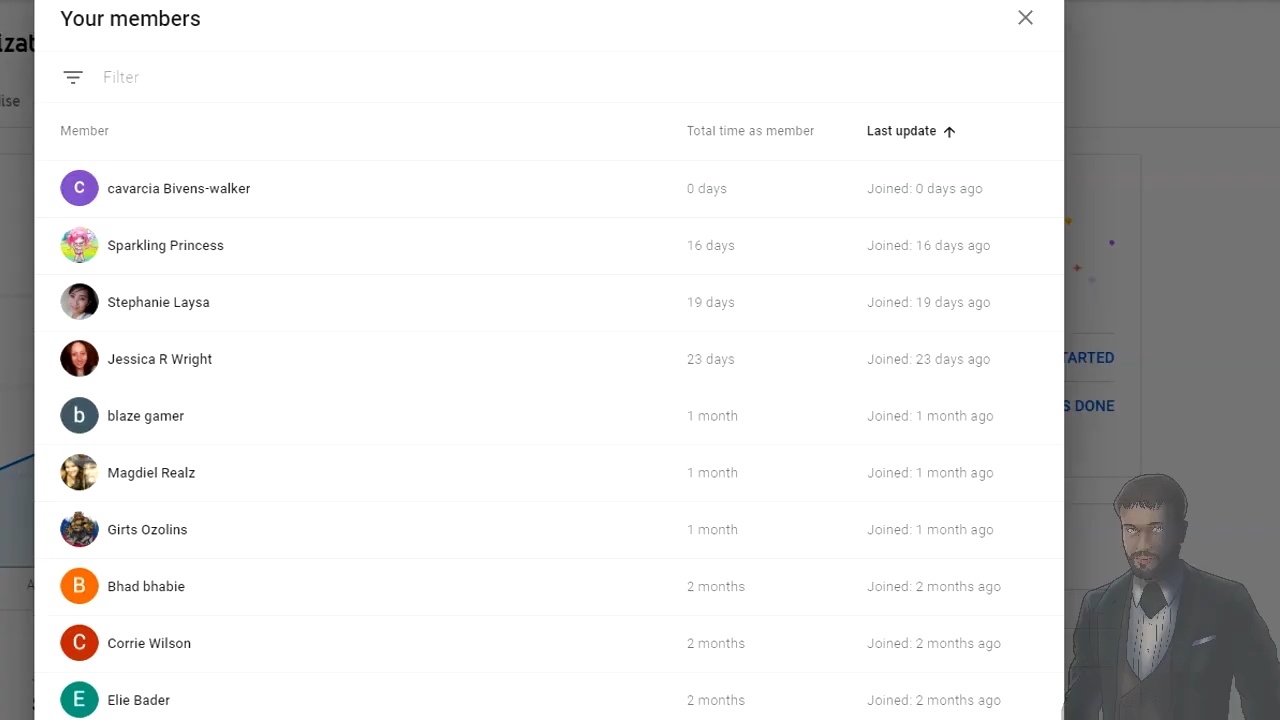 Your members
izat
Filter
ise
Member Total time as member Last update
C cavarcia Bivens-walker 0 days Joined: 0 days ago
Sparkling Princess 16 days Joined: 16 days ago
Stephanie Laysa 19 days Joined: 19 days ago
Jessica R Wright 23 days Joined: 23 days ago
TARTED
b blaze gamer 1 month Joined: 1 month ago
S DONE
Magdiel Realz 1 month Joined: 1 month ago
Girts Ozolins 1 month Joined: 1 month ago
B Bhad bhabie 2 months Joined: 2 months ago
A
C Corrie Wilson 2 months Joined: 2 months ago
E Elie Bader 2 months Joined: 2 months ago